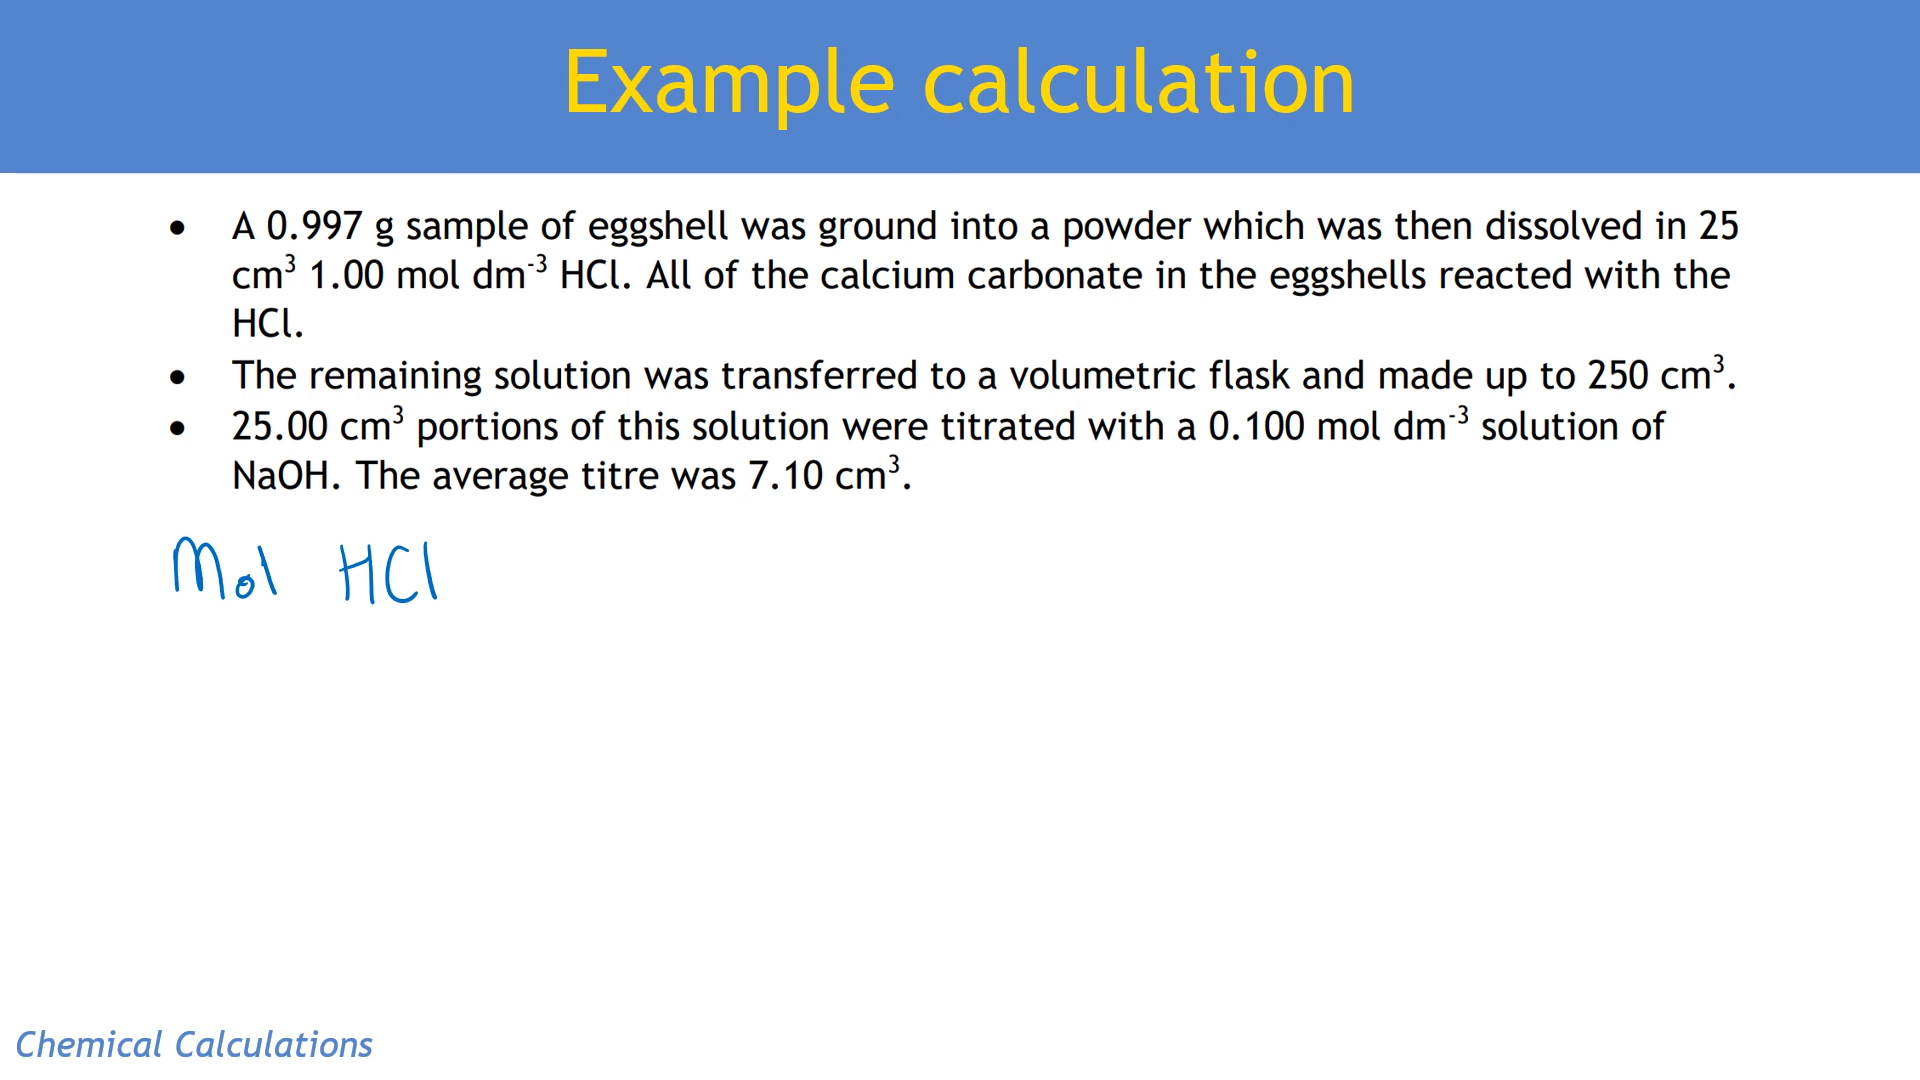 Example calculation
• A 0.997 g sample of eggshell was ground into a powder which was then dissolved in 25
cm³ 1.00 mol dm⁻³ HCl. All of the calcium carbonate in the eggshells reacted with the
HCl.
• The remaining solution was transferred to a volumetric flask and made up to 250 cm³.
• 25.00 cm³ portions of this solution were titrated with a 0.100 mol dm⁻³ solution of
NaOH. The average titre was 7.10 cm³.
Mol HCl
Chemical Calculations